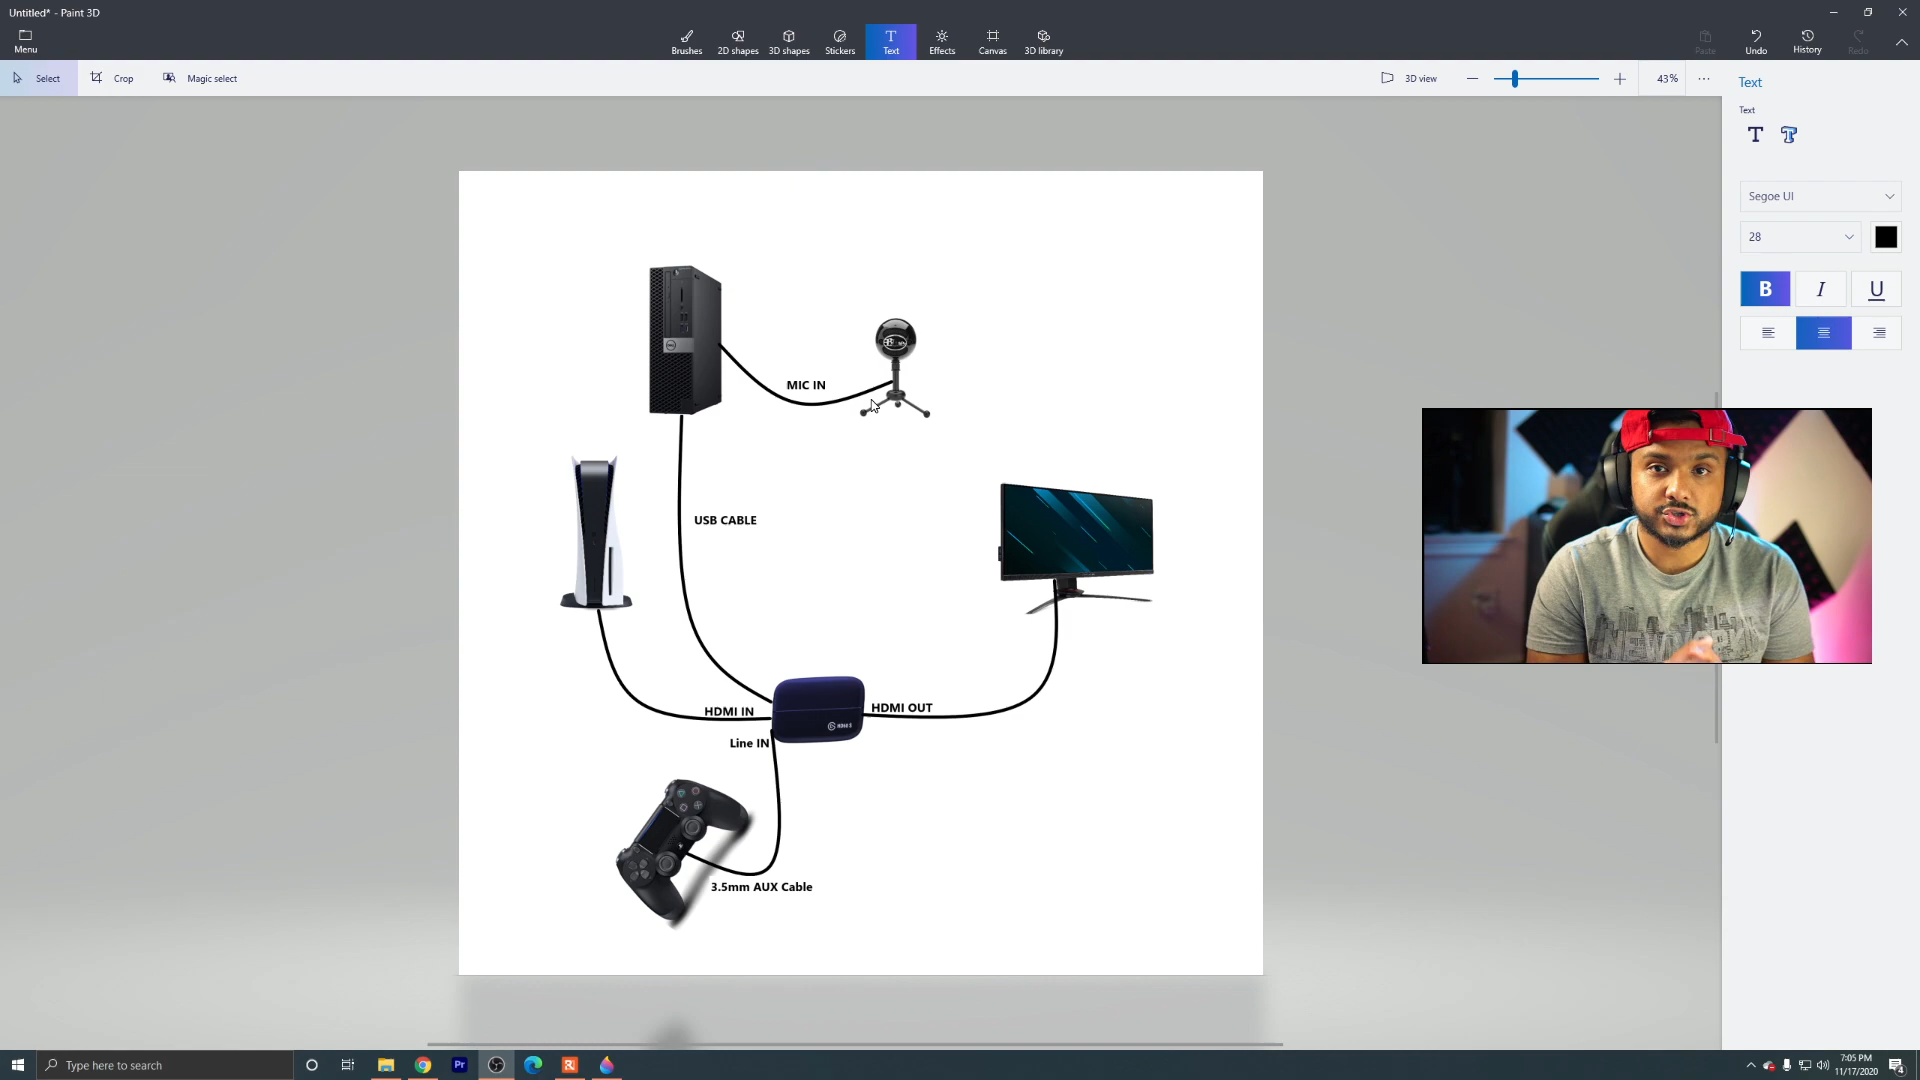 Untitled* - Paint 3D
Menu
Brushes
2D shapes
3D shapes
Stickers
Text
Effects
Canvas
3D library
Paste
Undo
History
Redo
Select
Crop
Magic select
3D view
43%
Text
Text
Segoe UI
28
B
I
U
MIC IN
USB CABLE
HDMI IN
HDMI OUT
Line IN
3.5mm AUX Cable
Type here to search
Pr
7:05 PM
11/17/2020
4